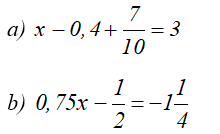 a) x − 0,4 + 7/10 = 3
b) 0,75x − 1/2 = −1 1/4